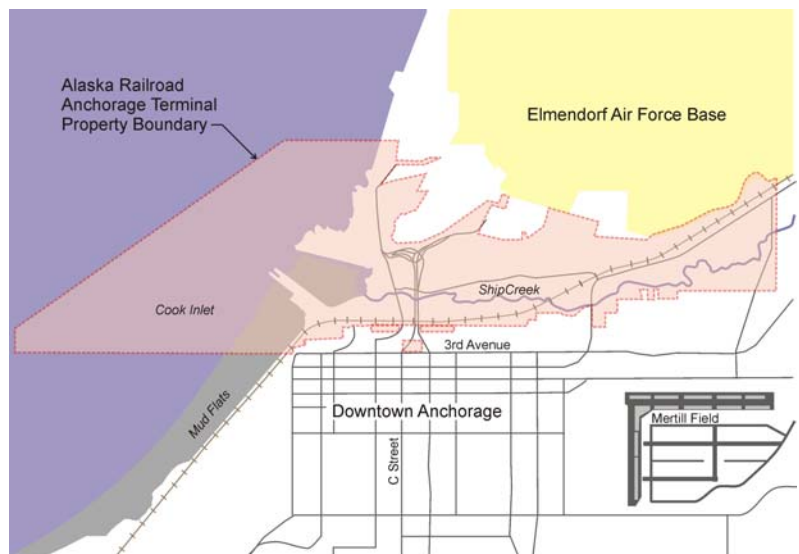 Alaska Railroad
Anchorage Terminal
Property Boundary
Elmendorf Air Force Base
Cook Inlet
ShipCreek
3rd Avenue
Mud Flats
Downtown Anchorage
C Street
Mertill Field